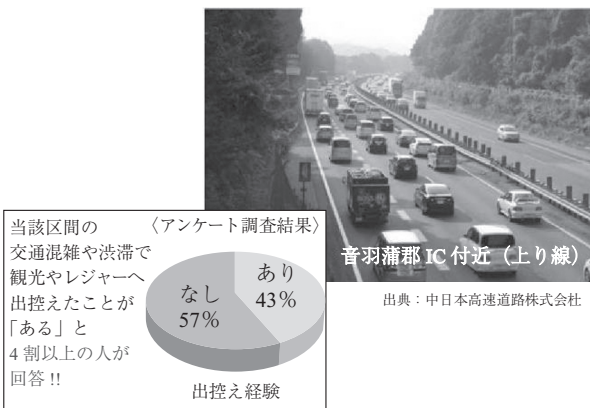 音羽蒲郡 IC 付近（上り線）
出典：中日本高速道路株式会社
〈アンケート調査結果〉
当該区間の
交通混雑や渋滞で
観光やレジャーへ
出控えたことが
「ある」と
4 割以上の人が
回答 !!
あり
43%
なし
57%
出控え経験